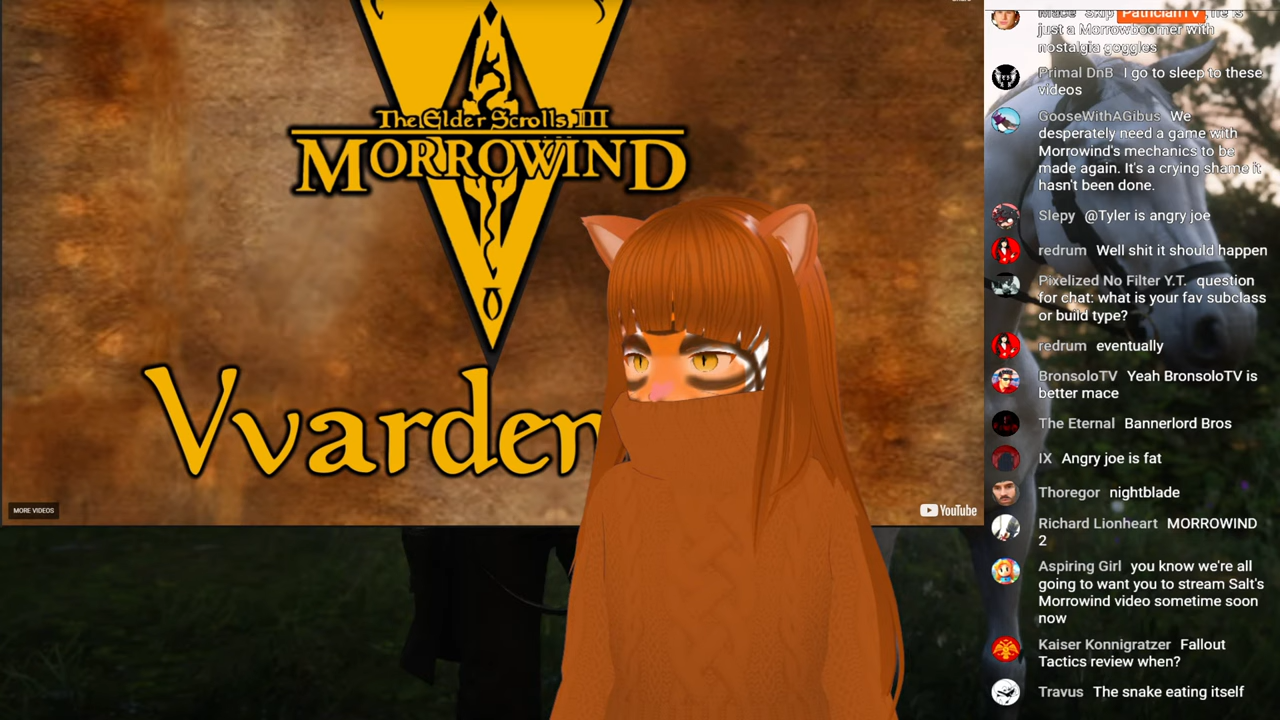 The Elder Scrolls III
MORROWIND
Vvarden
MORE VIDEOS
YouTube
Mace Skip PatricianTV, he is
just a Morrowboomer with
nostalgia goggles
Primal DnB I go to sleep to these
videos
GooseWithAGibus We
desperately need a game with
Morrowind's mechanics to be
made again. It's a crying shame it
hasn't been done.
Slepy @Tyler is angry joe
redrum Well shit it should happen
Pixelized No Filter Y.T. question
for chat: what is your fav subclass
or build type?
redrum eventually
BronsoloTV Yeah BronsoloTV is
better mace
The Eternal Bannerlord Bros
IX Angry joe is fat
Thoregor nightblade
Richard Lionheart MORROWIND
2
Aspiring Girl you know we're all
going to want you to stream Salt's
Morrowind video sometime soon
now
Kaiser Konnigratzer Fallout
Tactics review when?
Travus The snake eating itself